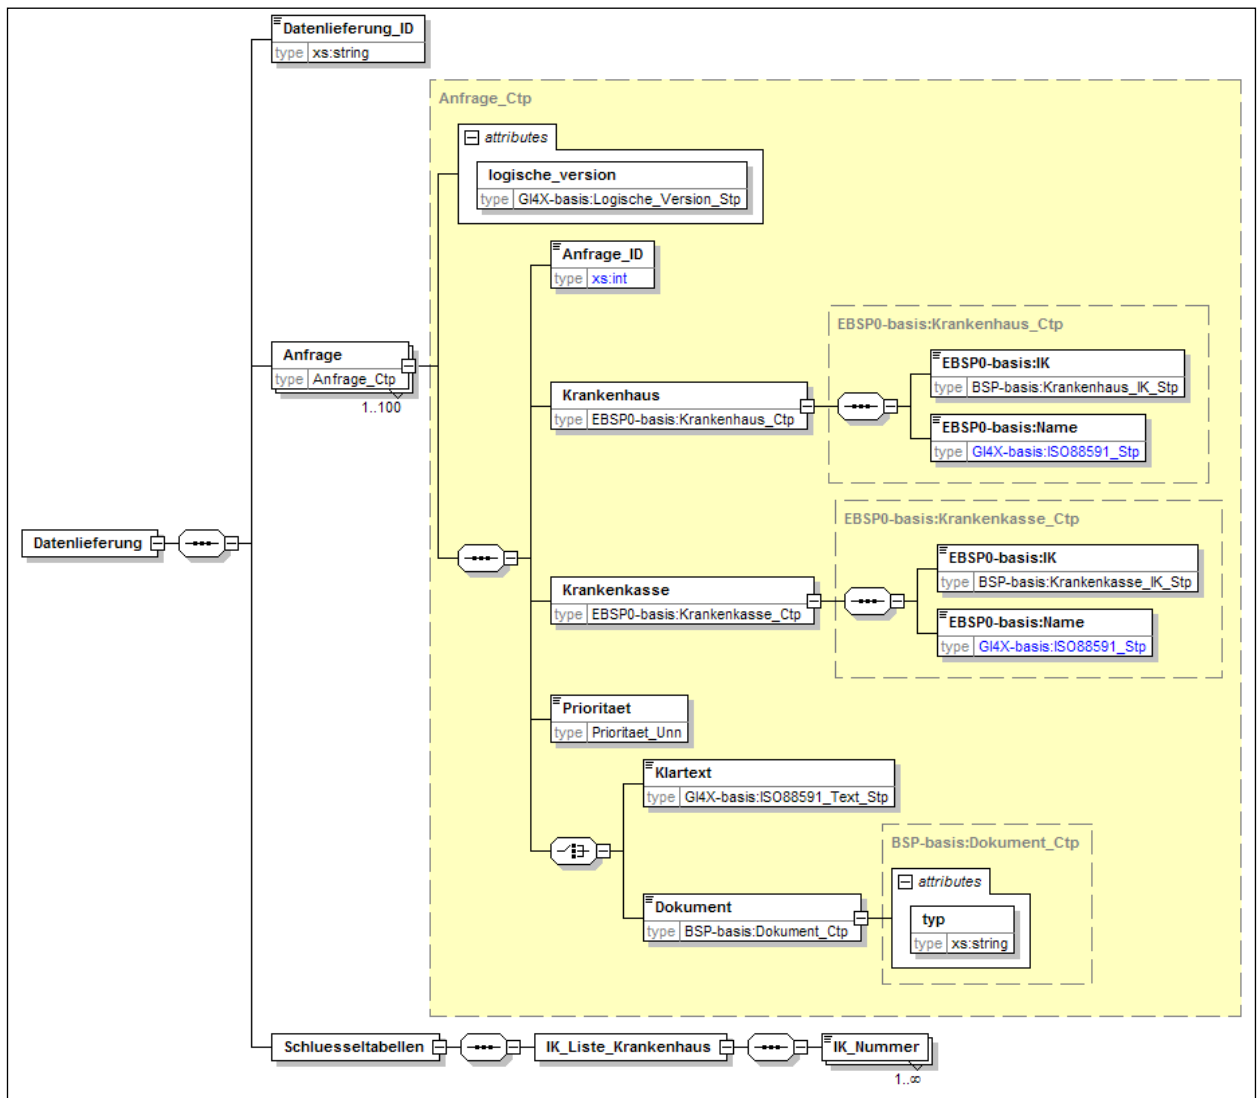 Datenlieferung_ID
type xs:string
Anfrage_Ctp
attributes
logische_version
type GI4X-basis:Logische_Version_Stp
Anfrage_ID
type xs:int
Anfrage
type Anfrage_Ctp
1..100
EBSP0-basis:Krankenhaus_Ctp
Krankenhaus
type EBSP0-basis:Krankenhaus_Ctp
EBSP0-basis:IK
type BSP-basis:Krankenhaus_IK_Stp
EBSP0-basis:Name
type GI4X-basis:ISO88591_Stp
Datenlieferung
EBSP0-basis:Krankenkasse_Ctp
Krankenkasse
type EBSP0-basis:Krankenkasse_Ctp
EBSP0-basis:IK
type BSP-basis:Krankenkasse_IK_Stp
EBSP0-basis:Name
type GI4X-basis:ISO88591_Stp
Prioritaet
type Prioritaet_Unn
Klartext
type GI4X-basis:ISO88591_Text_Stp
BSP-basis:Dokument_Ctp
Dokument
type BSP-basis:Dokument_Ctp
attributes
typ
type xs:string
Schluesseltabellen
IK_Liste_Krankenhaus
IK_Nummer
1..∞